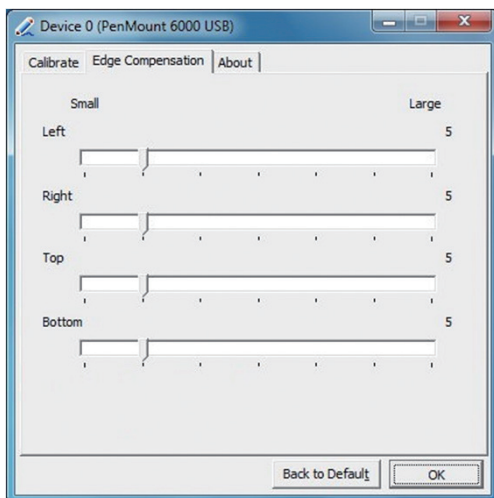 Device 0 (PenMount 6000 USB)
Calibrate Edge Compensation About
Small Large
Left 5
Right 5
Top 5
Bottom 5
Back to Default OK